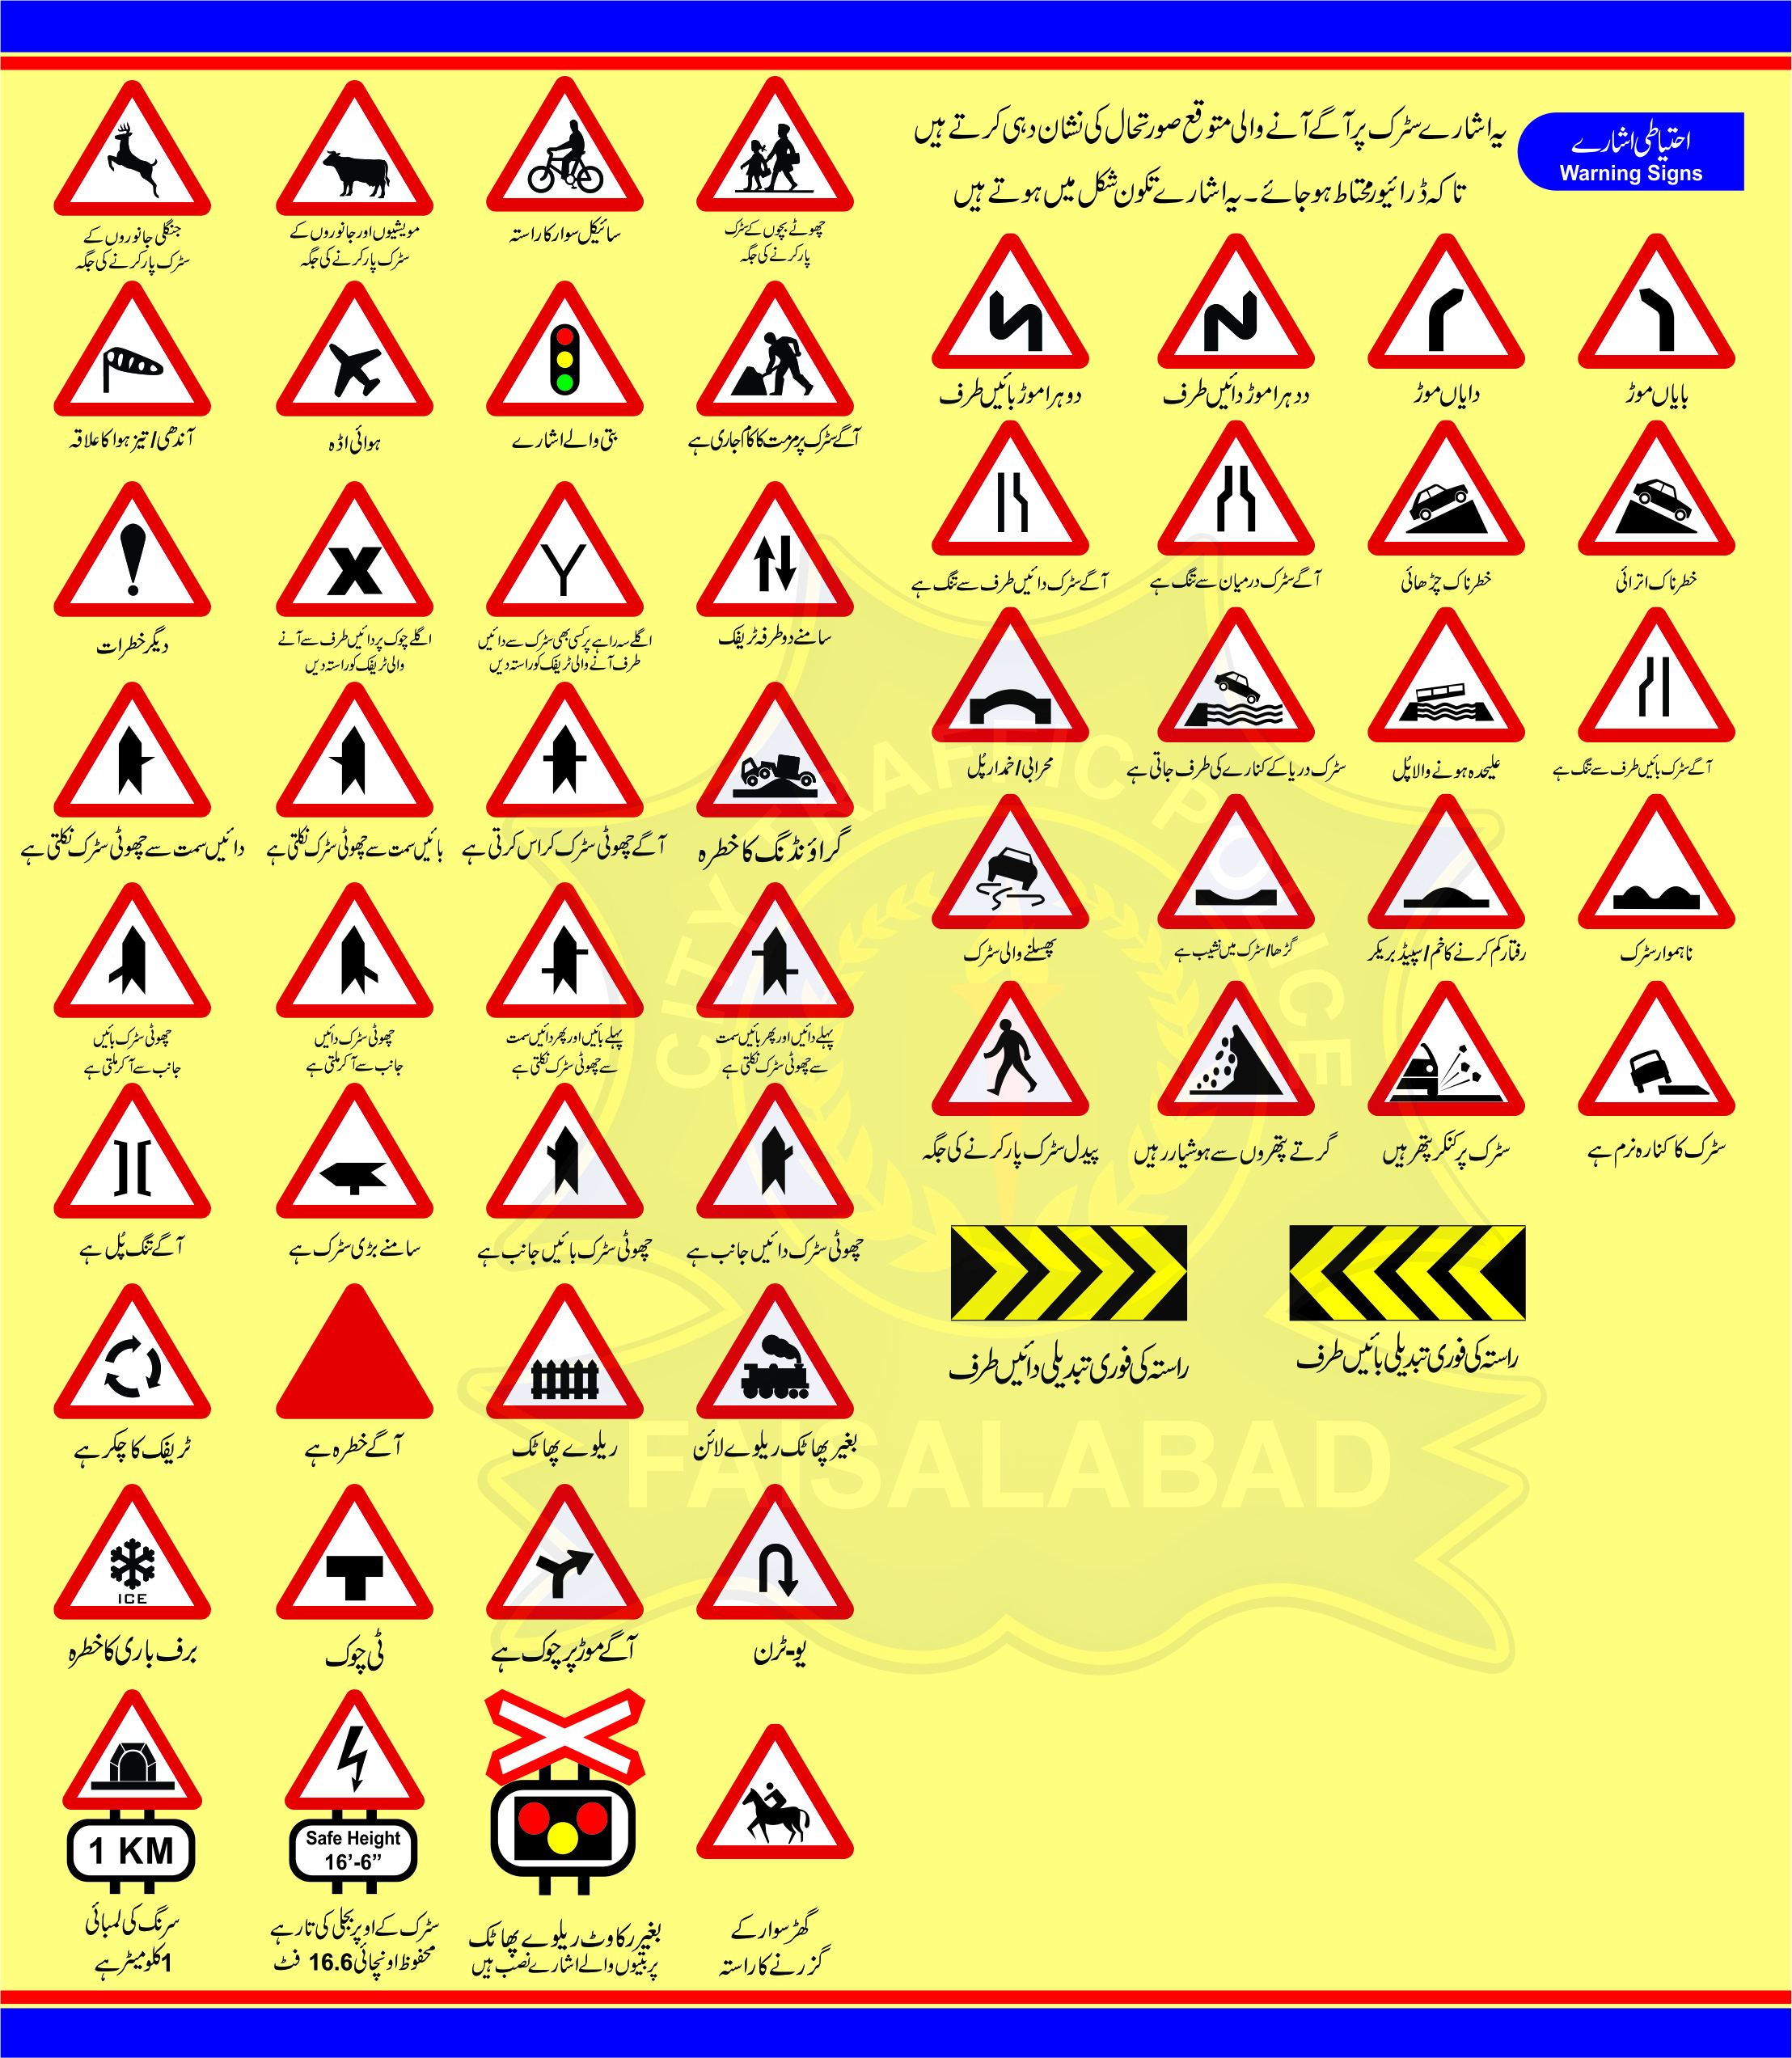 احتیاطی اشارے
Warning Signs
یہ اشارے سڑک پر آگے آنے والی متوقع صورتحال کی نشان دہی کرتے ہیں
تا کہ ڈرائیور محتاط ہو جائے۔ یہ اشارے تکون شکل میں ہوتے ہیں
بایاں موڑ
دایاں موڑ
دد ہرا موڑ دائیں طرف
دوہرا موڑ بائیں طرف
خطرناک اترائی
خطرناک چڑھائی
آگے سڑک درمیان سے تنگ ہے
آگے سڑک دائیں طرف سے تنگ ہے
آگے سڑک بائیں طرف سے تنگ ہے
علیحدہ ہونے والا پُل
سڑک دریا کے کنارے کی طرف جاتی ہے
محرابی/خمدار پُل
ناہموار سڑک
رفتار کم کرنے کا خم/سپیڈ بریکر
گڑھا/سڑک میں نشیب ہے
پھسلنے والی سڑک
سڑک کا کنارہ نرم ہے
سڑک پر کنکر پتھر ہیں
گرتے پتھروں سے ہوشیار رہیں
پیدل سڑک پار کرنے کی جگہ
راستہ کی فوری تبدیلی بائیں طرف
راستہ کی فوری تبدیلی دائیں طرف
چھوٹے بچوں کے سڑک
پار کرنے کی جگہ
سائیکل سوار کا راستہ
مویشیوں اور جانوروں کے
سڑک پار کرنے کی جگہ
جنگلی جانوروں کے
سڑک پار کرنے کی جگہ
آگے سڑک پر مرمت کا کام جاری ہے
بتی والے اشارے
ہوائی اڈہ
آندھی/تیز ہوا کا علاقہ
سامنے دو طرفہ ٹریفک
اگلے سہ راہے پر کسی بھی سڑک سے دائیں
طرف آنے والی ٹریفک کو راستہ دیں
اگلے چوک پر دائیں طرف سے آنے
والی ٹریفک کو راستہ دیں
دیگر خطرات
گراؤنڈنگ کا خطرہ
آگے چھوٹی سڑک کراس کرتی ہے
بائیں سمت سے چھوٹی سڑک نکلتی ہے
دائیں سمت سے چھوٹی سڑک نکلتی ہے
پہلے دائیں اور پھر بائیں سمت
سے چھوٹی سڑک نکلتی ہے
پہلے بائیں اور پھر دائیں سمت
سے چھوٹی سڑک نکلتی ہے
چھوٹی سڑک دائیں
جانب سے آ کر ملتی ہے
چھوٹی سڑک بائیں
جانب سے آ کر ملتی ہے
چھوٹی سڑک دائیں جانب ہے
چھوٹی سڑک بائیں جانب ہے
سامنے بڑی سڑک ہے
آگے تنگ پُل ہے
بغیر پھاٹک ریلوے لائن
ریلوے پھاٹک
آگے خطرہ ہے
ٹریفک کا چکر ہے
ICE
یو-ٹرن
آگے موڑ پر چوک ہے
ٹی چوک
برف باری کا خطرہ
Safe Height
16’-6”
1 KM
گھڑ سوار کے
گزرنے کا راستہ
بغیر رکاوٹ ریلوے پھاٹک
پر بتیوں والے اشارے نصب ہیں
سڑک کے اوپر بجلی کی تار ہے
محفوظ اونچائی 16.6 فٹ
سرنگ کی لمبائی
1 کلومیٹر ہے
CITY TRAFFIC POLICE
FAISALABAD